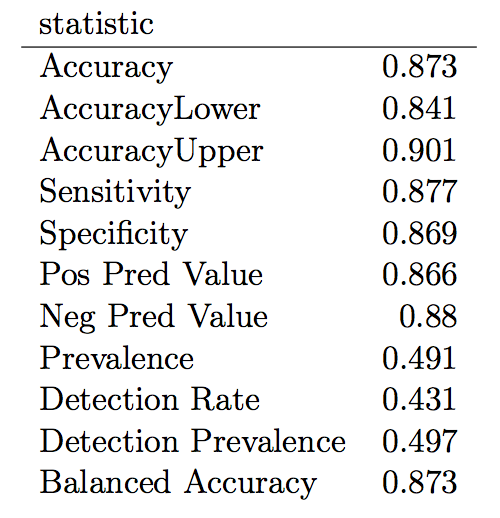 statistic
Accuracy 0.873
AccuracyLower 0.841
AccuracyUpper 0.901
Sensitivity 0.877
Specificity 0.869
Pos Pred Value 0.866
Neg Pred Value 0.88
Prevalence 0.491
Detection Rate 0.431
Detection Prevalence 0.497
Balanced Accuracy 0.873